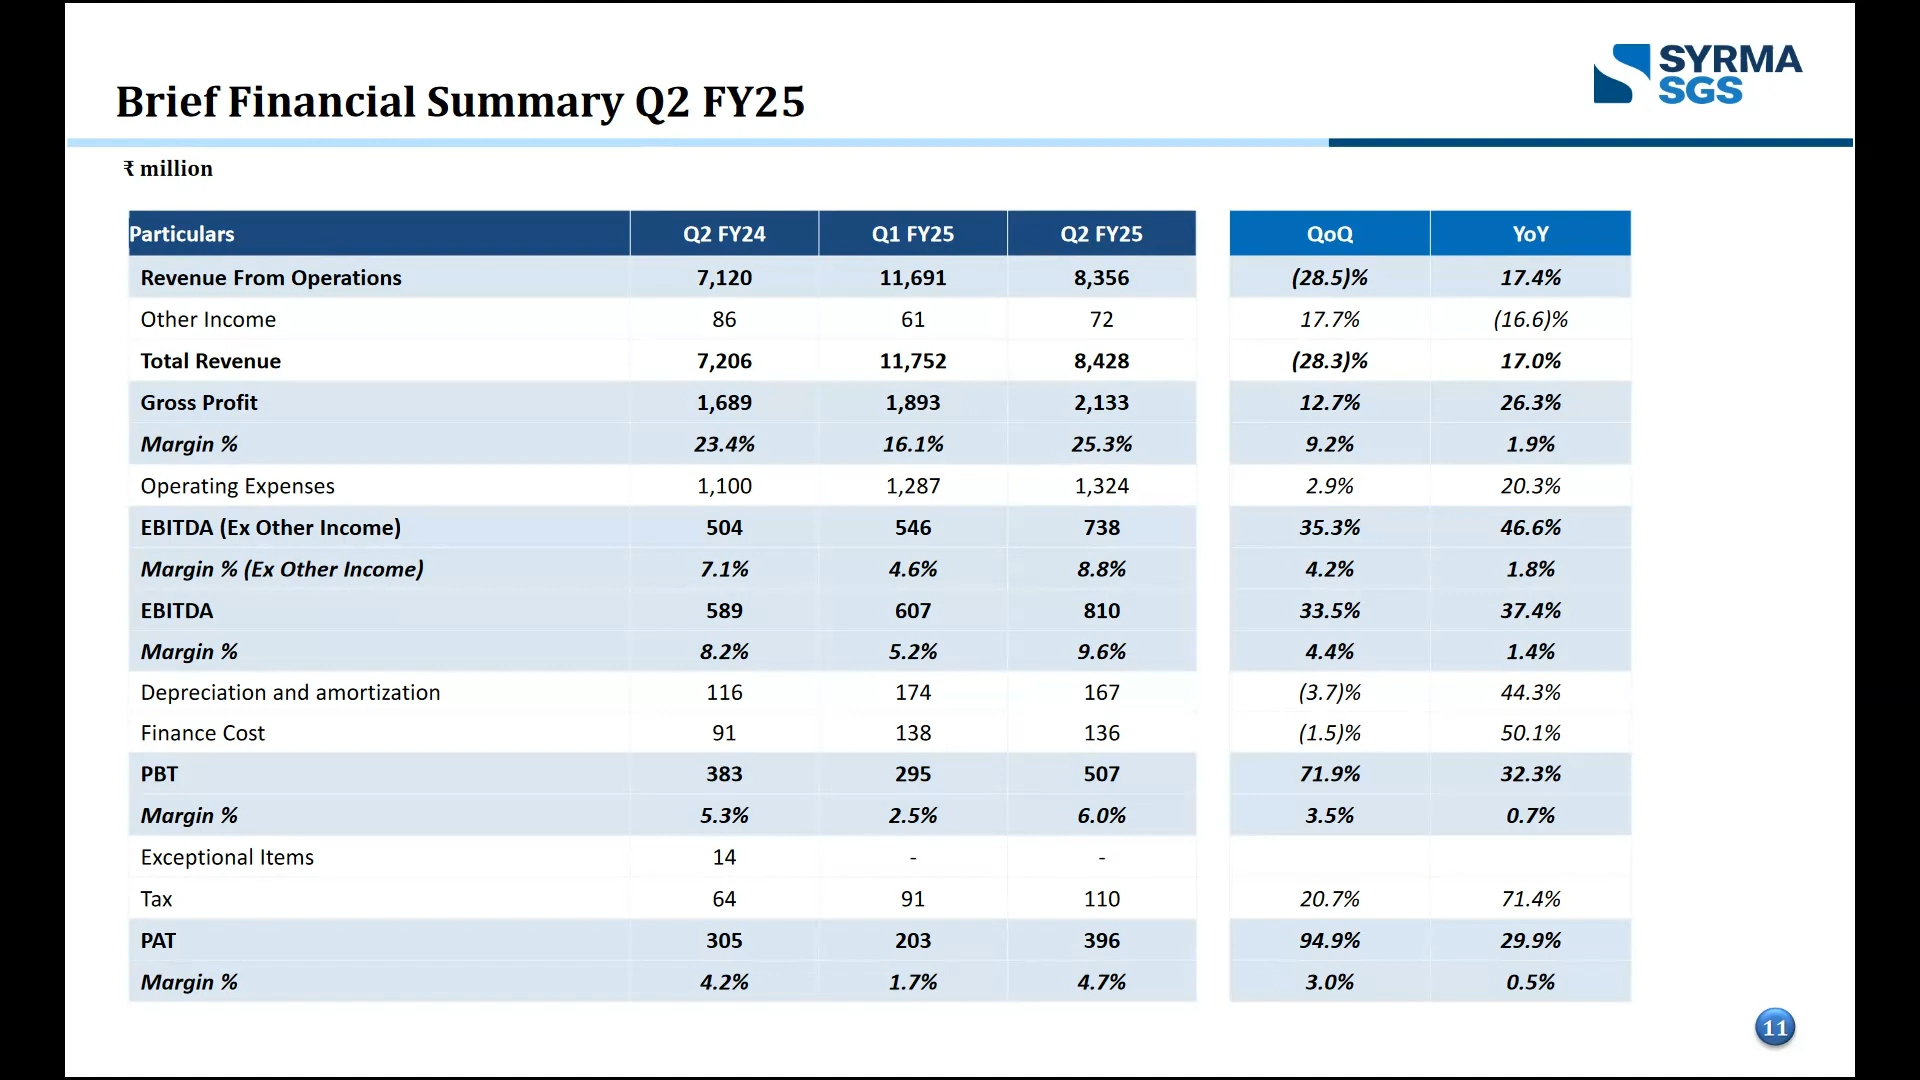 SYRMA
SGS
Brief Financial Summary Q2 FY25
₹ million
Particulars Q2 FY24 Q1 FY25 Q2 FY25 QoQ YoY
Revenue From Operations 7,120 11,691 8,356 (28.5)% 17.4%
Other Income 86 61 72 17.7% (16.6)%
Total Revenue 7,206 11,752 8,428 (28.3)% 17.0%
Gross Profit 1,689 1,893 2,133 12.7% 26.3%
Margin % 23.4% 16.1% 25.3% 9.2% 1.9%
Operating Expenses 1,100 1,287 1,324 2.9% 20.3%
EBITDA (Ex Other Income) 504 546 738 35.3% 46.6%
Margin % (Ex Other Income) 7.1% 4.6% 8.8% 4.2% 1.8%
EBITDA 589 607 810 33.5% 37.4%
Margin % 8.2% 5.2% 9.6% 4.4% 1.4%
Depreciation and amortization 116 174 167 (3.7)% 44.3%
Finance Cost 91 138 136 (1.5)% 50.1%
PBT 383 295 507 71.9% 32.3%
Margin % 5.3% 2.5% 6.0% 3.5% 0.7%
Exceptional Items 14 - -
Tax 64 91 110 20.7% 71.4%
PAT 305 203 396 94.9% 29.9%
Margin % 4.2% 1.7% 4.7% 3.0% 0.5%
11